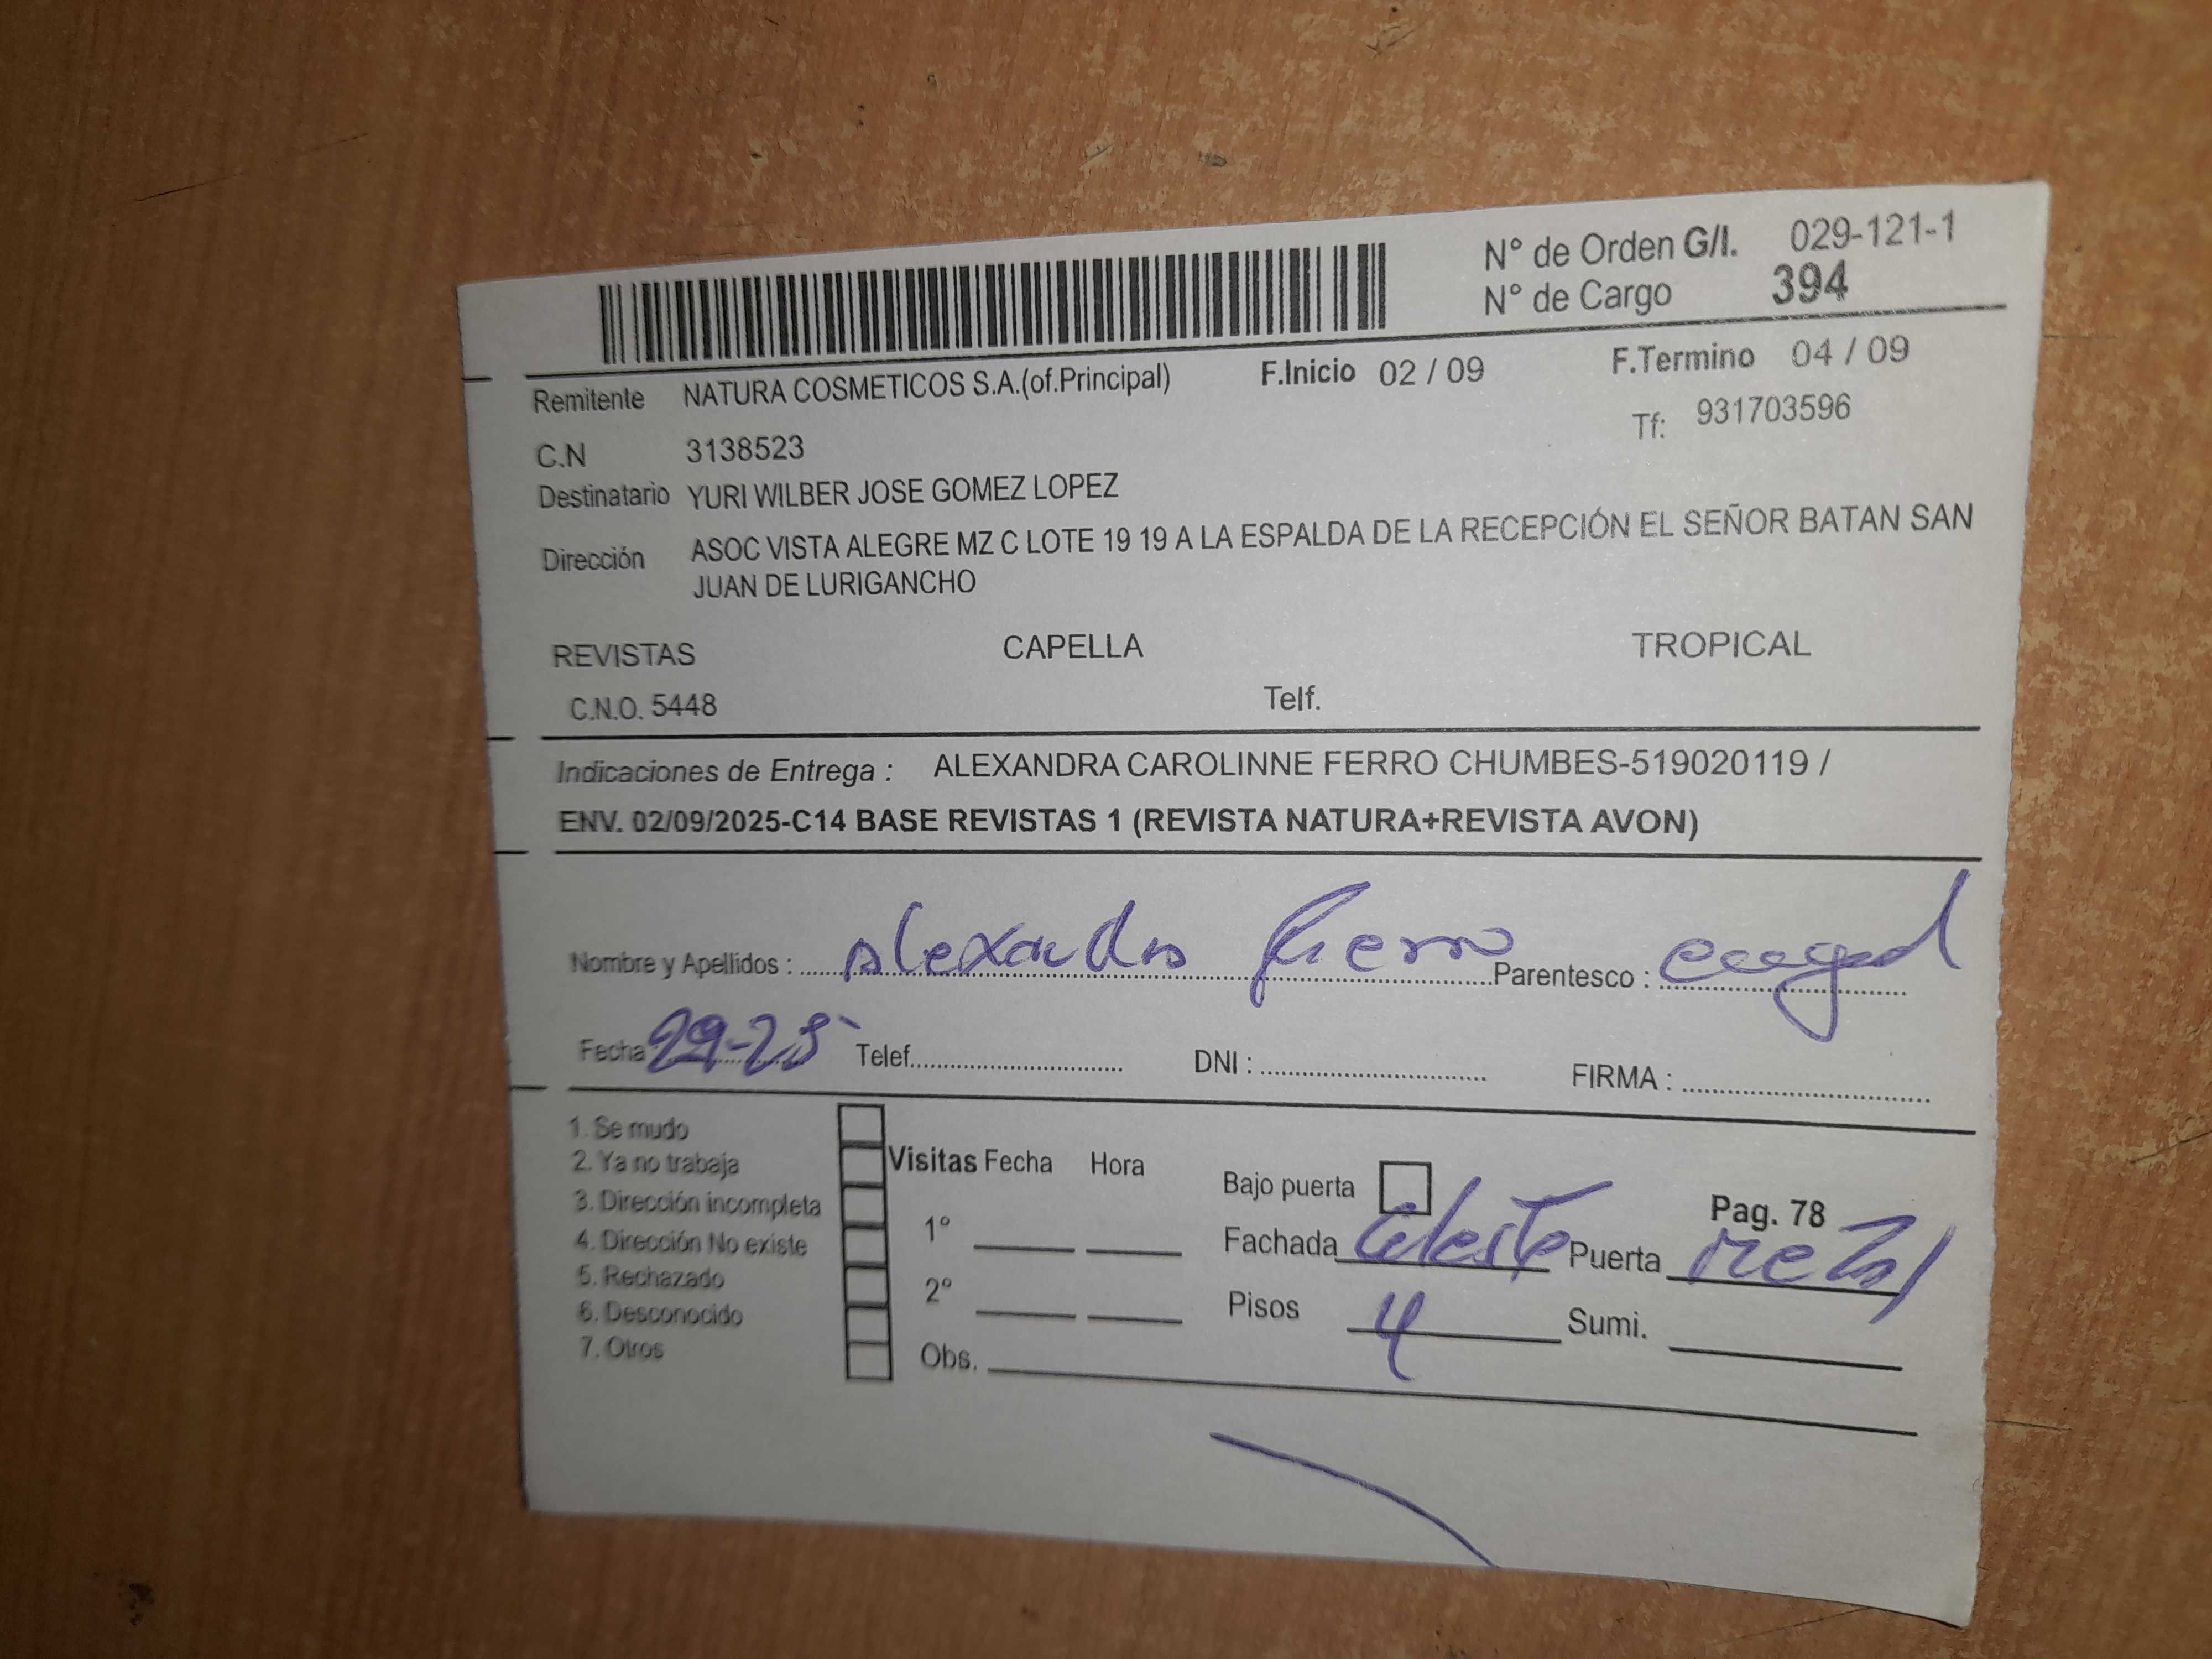 N° de Orden G/I. 029-121-1
N° de Cargo 394
Remitente NATURA COSMETICOS S.A.(of.Principal) F.Inicio 02 / 09 F.Termino 04 / 09
C.N 3138523 Tf: 931703596
Destinatario YURI WILBER JOSE GOMEZ LOPEZ
Dirección ASOC VISTA ALEGRE MZ C LOTE 19 19 A LA ESPALDA DE LA RECEPCIÓN EL SEÑOR BATAN SAN
JUAN DE LURIGANCHO
REVISTAS CAPELLA TROPICAL
C.N.O. 5448 Telf.
Indicaciones de Entrega : ALEXANDRA CAROLINNE FERRO CHUMBES-519020119 /
ENV. 02/09/2025-C14 BASE REVISTAS 1 (REVISTA NATURA+REVISTA AVON)
Nombre y Apellidos : Parentesco :
Fecha Telef. DNI : FIRMA :
1. Se mudo
2. Ya no trabaja Visitas Fecha Hora Bajo puerta
3. Dirección incompleta Pag. 78
4. Dirección No existe 1° Fachada Celeste Puerta metal
5. Rechazado
6. Desconocido 2° Pisos 4 Sumi.
7. Otros Obs.